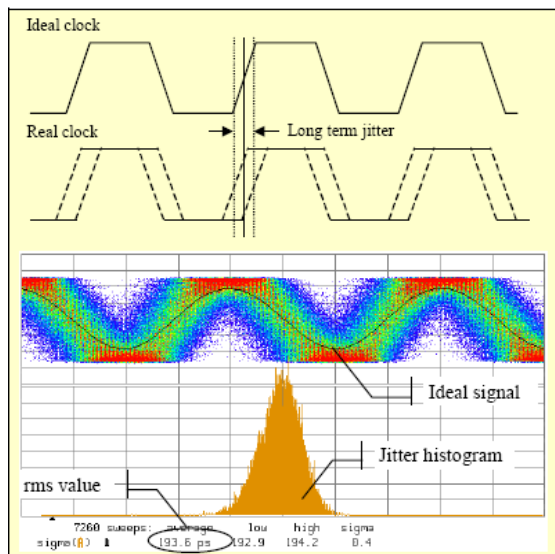 Ideal clock
Long term jitter
Real clock
Ideal signal
Jitter histogram
rms value
7260 sweeps: average low high sigma
sigma(A) 193.6 ps 192.9 194.2 0.4